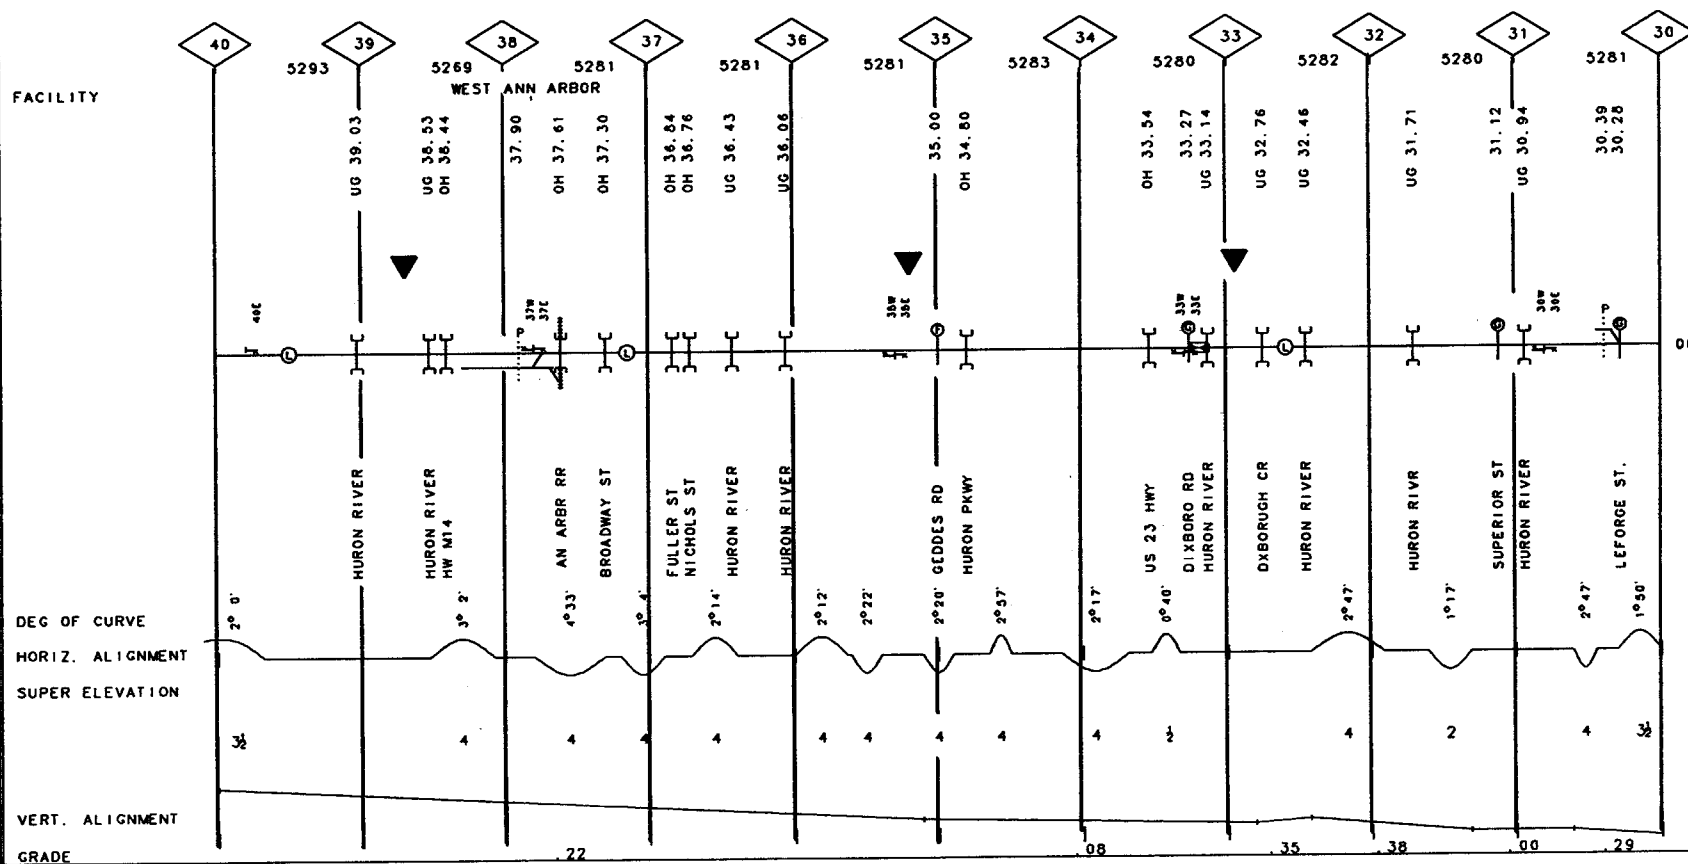 40 39 38 37 36 35 34 33 32 31 30
5293 5269 5281 5281 5281 5283 5280 5282 5280 5281
FACILITY
WEST ANN ARBOR
UG 39.03
UG 38.53
OH 38.44
37.90
OH 37.61
OH 37.30
OH 36.84
OH 36.76
UG 36.43
UG 36.06
35.00
OH 34.80
OH 33.54
33.27
UG 33.14
UG 32.76
UG 32.46
UG 31.71
31.12
UG 30.94
30.39
30.28
40E
L
P
37W
37E
L
35E
F
33W
33E
G
L
G
30E
P
G
HURON RIVER
HURON RIVER
HW M14
AN ARBR RR
BROADWAY ST
FULLER ST
NICHOLS ST
HURON RIVER
HURON RIVER
GEDDES RD
HURON PKWY
US 23 HWY
DIXBORO RD
HURON RIVER
DXBOROUGH CR
HURON RIVER
HURON RIVR
SUPERIOR ST
HURON RIVER
LEFORGE ST.
DEG OF CURVE
2° 0' 3° 2' 4°33' 3° 4' 2°14' 2°12' 2°22' 2°20' 2°57' 2°17' 0°40' 2°47' 1°17' 2°47' 1°50'
HORIZ. ALIGNMENT
SUPER ELEVATION
3½ 4 4 4 4 4 4 4 4 4 ½ 4 2 4 3½
VERT. ALIGNMENT
GRADE .22 .08 .35 .38 .00 .29